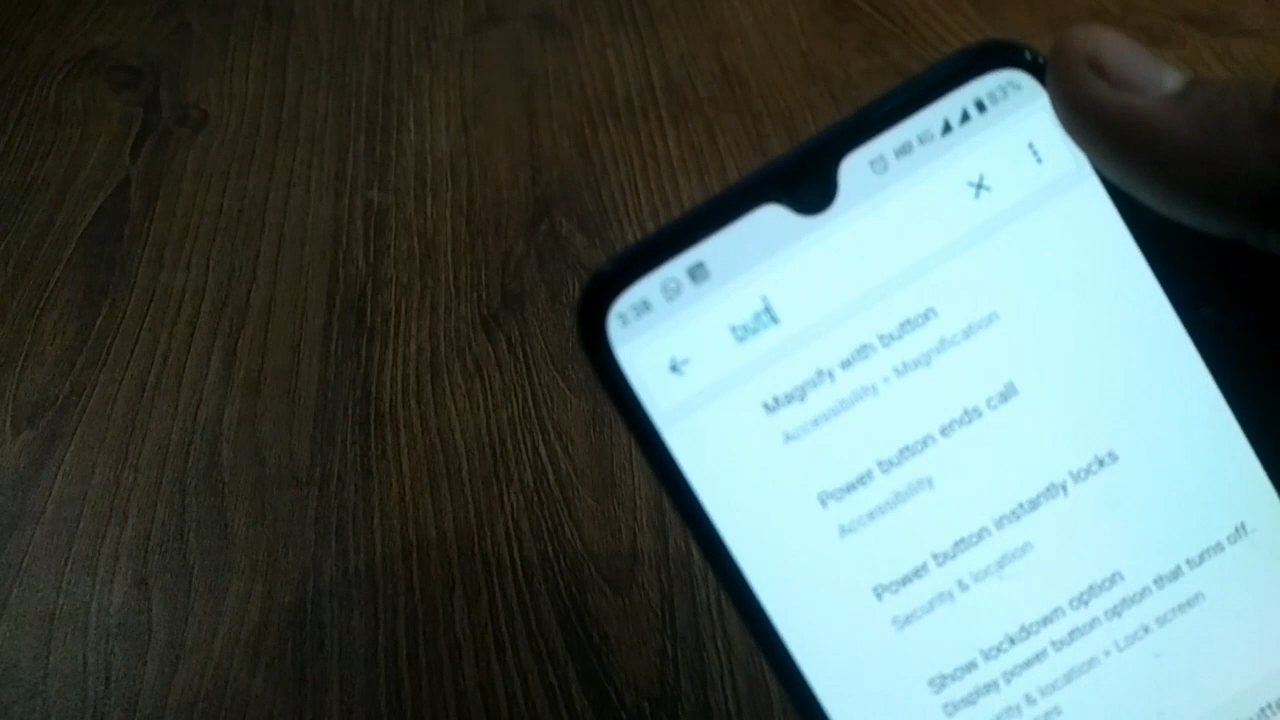 butt
Magnify with button
Accessibility > Magnification
Power button ends call
Accessibility
Power button instantly locks
Security & location
Show lockdown option
Display power button option that turns off..
& location > Lock screen